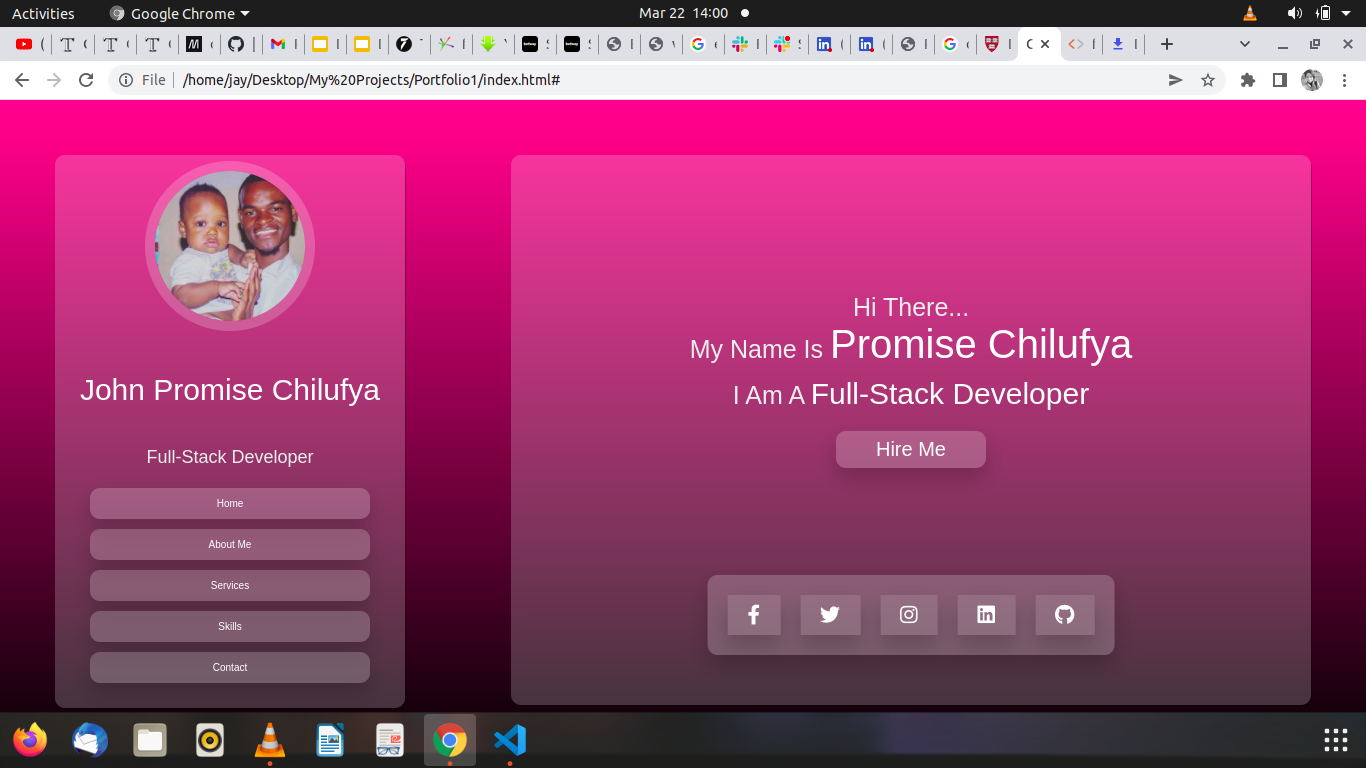 Activities
Google Chrome
Mar 22 14:00
File
/home/jay/Desktop/My%20Projects/Portfolio1/index.html#
John Promise Chilufya
Full-Stack Developer
Home
About Me
Services
Skills
Contact
Hi There...
My Name Is Promise Chilufya
I Am A Full-Stack Developer
Hire Me